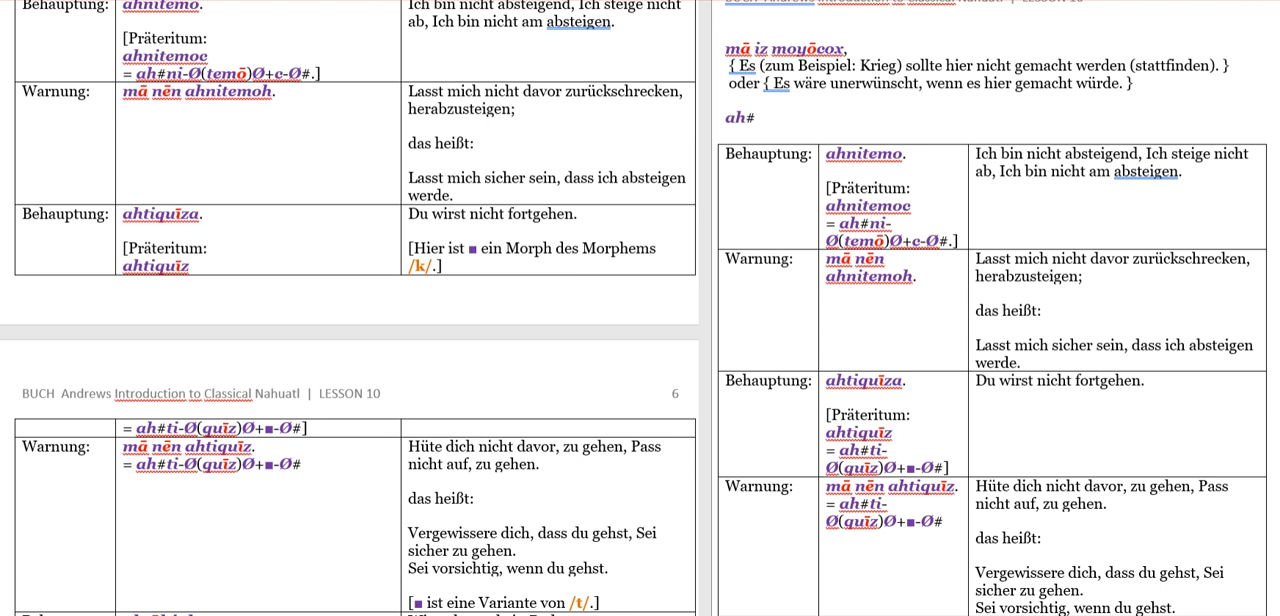 Behauptung: ahnitemo. Ich bin nicht absteigend, Ich steige nicht
ab, Ich bin nicht am absteigen.
[Präteritum:
ahnitemoc
= ah#ni-Ø(temō)Ø+c-Ø#.]
Warnung: mā nēn ahnitemoh. Lasst mich nicht davor zurückschrecken,
herabzusteigen;
das heißt:
Lasst mich sicher sein, dass ich absteigen
werde.
Behauptung: ahtiquīza. Du wirst nicht fortgehen.
[Präteritum: [Hier ist ■ ein Morph des Morphems
ahtiquīz /k/.]
BUCH Andrews Introduction to Classical Nahuatl | LESSON 10 6
= ah#ti-Ø(quīz)Ø+■-Ø#]
Warnung: mā nēn ahtiquīz. Hüte dich nicht davor, zu gehen, Pass
= ah#ti-Ø(quīz)Ø+■-Ø# nicht auf, zu gehen.
das heißt:
Vergewissere dich, dass du gehst, Sei
sicher zu gehen.
Sei vorsichtig, wenn du gehst.
[■ ist eine Variante von /t/.]
mā iz moyōcox,
{ Es (zum Beispiel: Krieg) sollte hier nicht gemacht werden (stattfinden). }
oder { Es wäre unerwünscht, wenn es hier gemacht würde. }
ah#
Behauptung: ahnitemo. Ich bin nicht absteigend, Ich steige nicht
ab, Ich bin nicht am absteigen.
[Präteritum:
ahnitemoc
= ah#ni-
Ø(temō)Ø+c-Ø#.]
Warnung: mā nēn Lasst mich nicht davor zurückschrecken,
ahnitemoh. herabzusteigen;
das heißt:
Lasst mich sicher sein, dass ich absteigen
werde.
Behauptung: ahtiquīza. Du wirst nicht fortgehen.
[Präteritum:
ahtiquīz
= ah#ti-
Ø(quīz)Ø+■-Ø#]
Warnung: mā nēn ahtiquīz. Hüte dich nicht davor, zu gehen, Pass
= ah#ti- nicht auf, zu gehen.
Ø(quīz)Ø+■-Ø#
das heißt:
Vergewissere dich, dass du gehst, Sei
sicher zu gehen.
Sei vorsichtig, wenn du gehst.